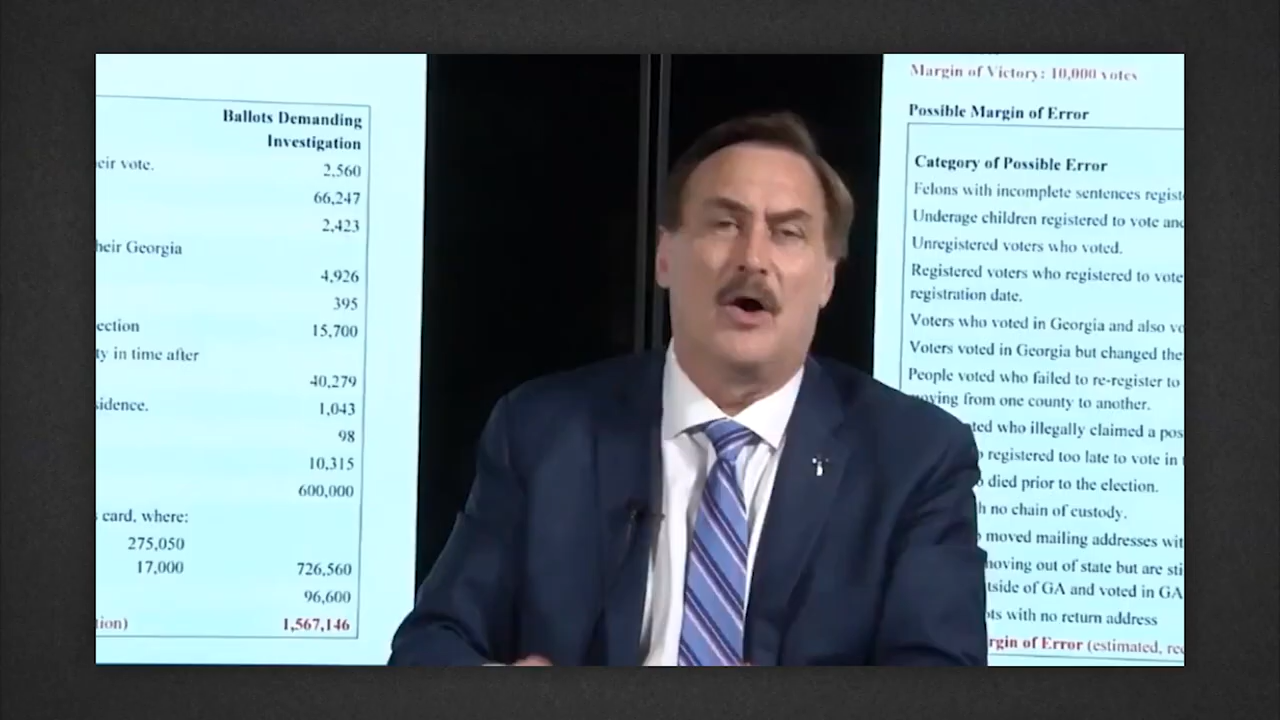 Ballots Demanding
Investigation
eir vote.
2,560
66,247
2,423
heir Georgia
4,926
395
ection
15,700
ty in time after
40,279
sidence.
1,043
98
10,315
600,000
card, where:
275,050
17,000
726,560
96,600
tion)
1,567,146
Margin of Victory: 10,000 votes
Possible Margin of Error
Category of Possible Error
Felons with incomplete sentences regist
Underage children registered to vote and
Unregistered voters who voted.
Registered voters who registered to vote
registration date.
Voters who voted in Georgia and also vo
Voters voted in Georgia but changed the
People voted who failed to re-register to
oving from one county to another.
ted who illegally claimed a pos
registered too late to vote in
died prior to the election.
h no chain of custody.
moved mailing addresses wit
noving out of state but are sti
tside of GA and voted in GA
ots with no return address
rgin of Error (estimated, rec